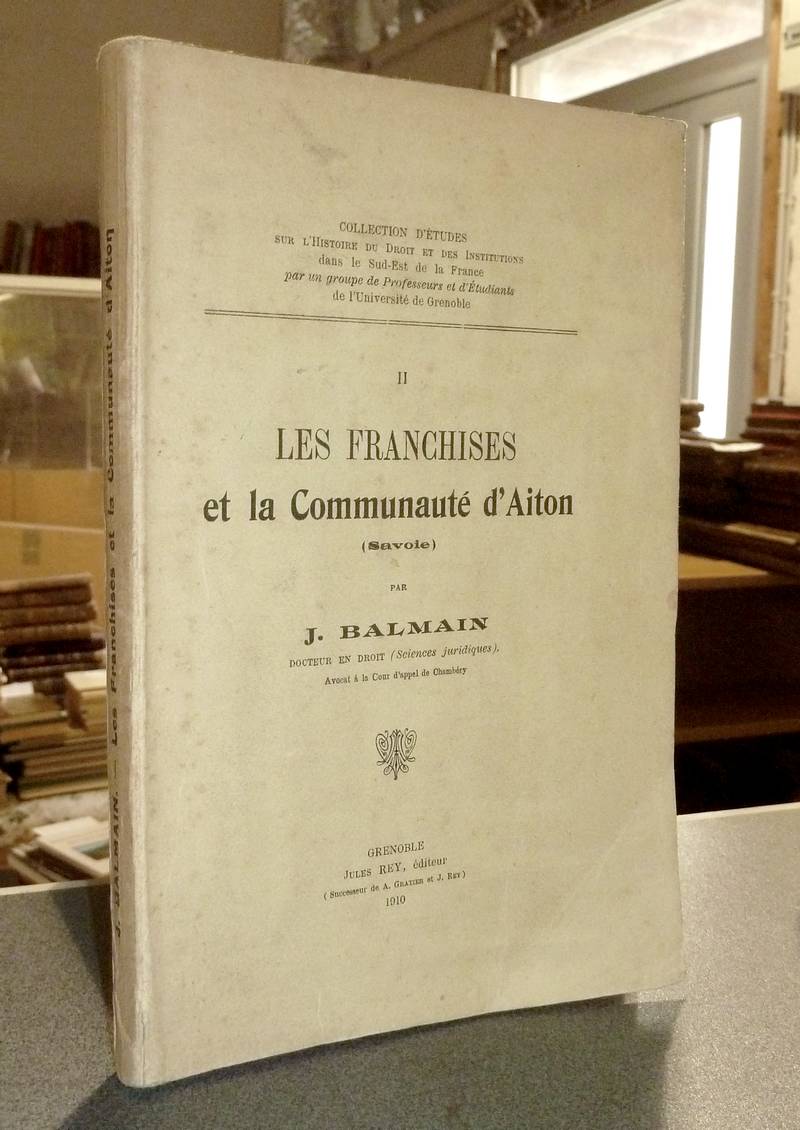 COLLECTION D'ÉTUDES
SUR L'HISTOIRE DU DROIT ET DES INSTITUTIONS
dans le Sud-Est de la France
par un groupe de Professeurs et d'Étudiants
de l'Université de Grenoble
II
LES FRANCHISES
et la Communauté d'Aiton
(Savoie)
PAR
J. BALMAIN
DOCTEUR EN DROIT (Sciences juridiques),
Avocat à la Cour d'appel de Chambéry
GRENOBLE
JULES REY, éditeur
(Successeur de A. GRATIER et J. REY)
1910
J. BALMAIN. — Les Franchises et la Communauté d'Aiton